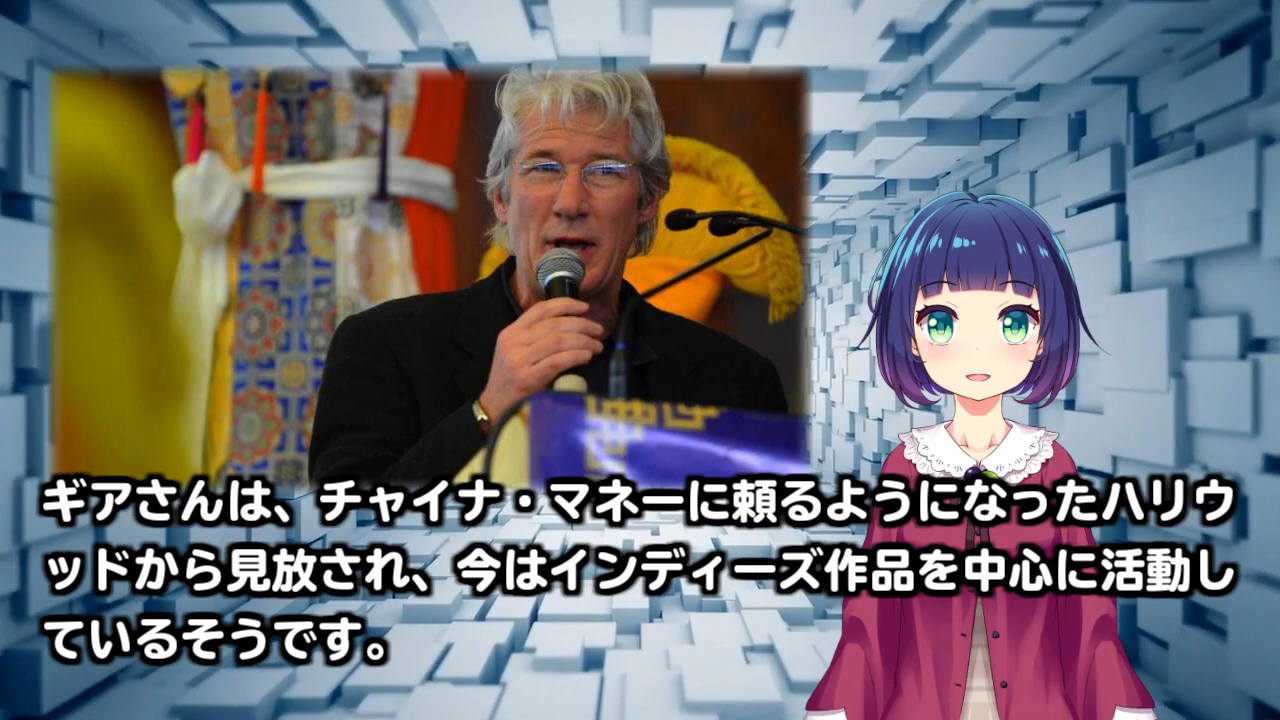 ギアさんは、チャイナ・マネーに頼るようになったハリウ
ッドから見放され、今はインディーズ作品を中心に活動し
ているそうです。